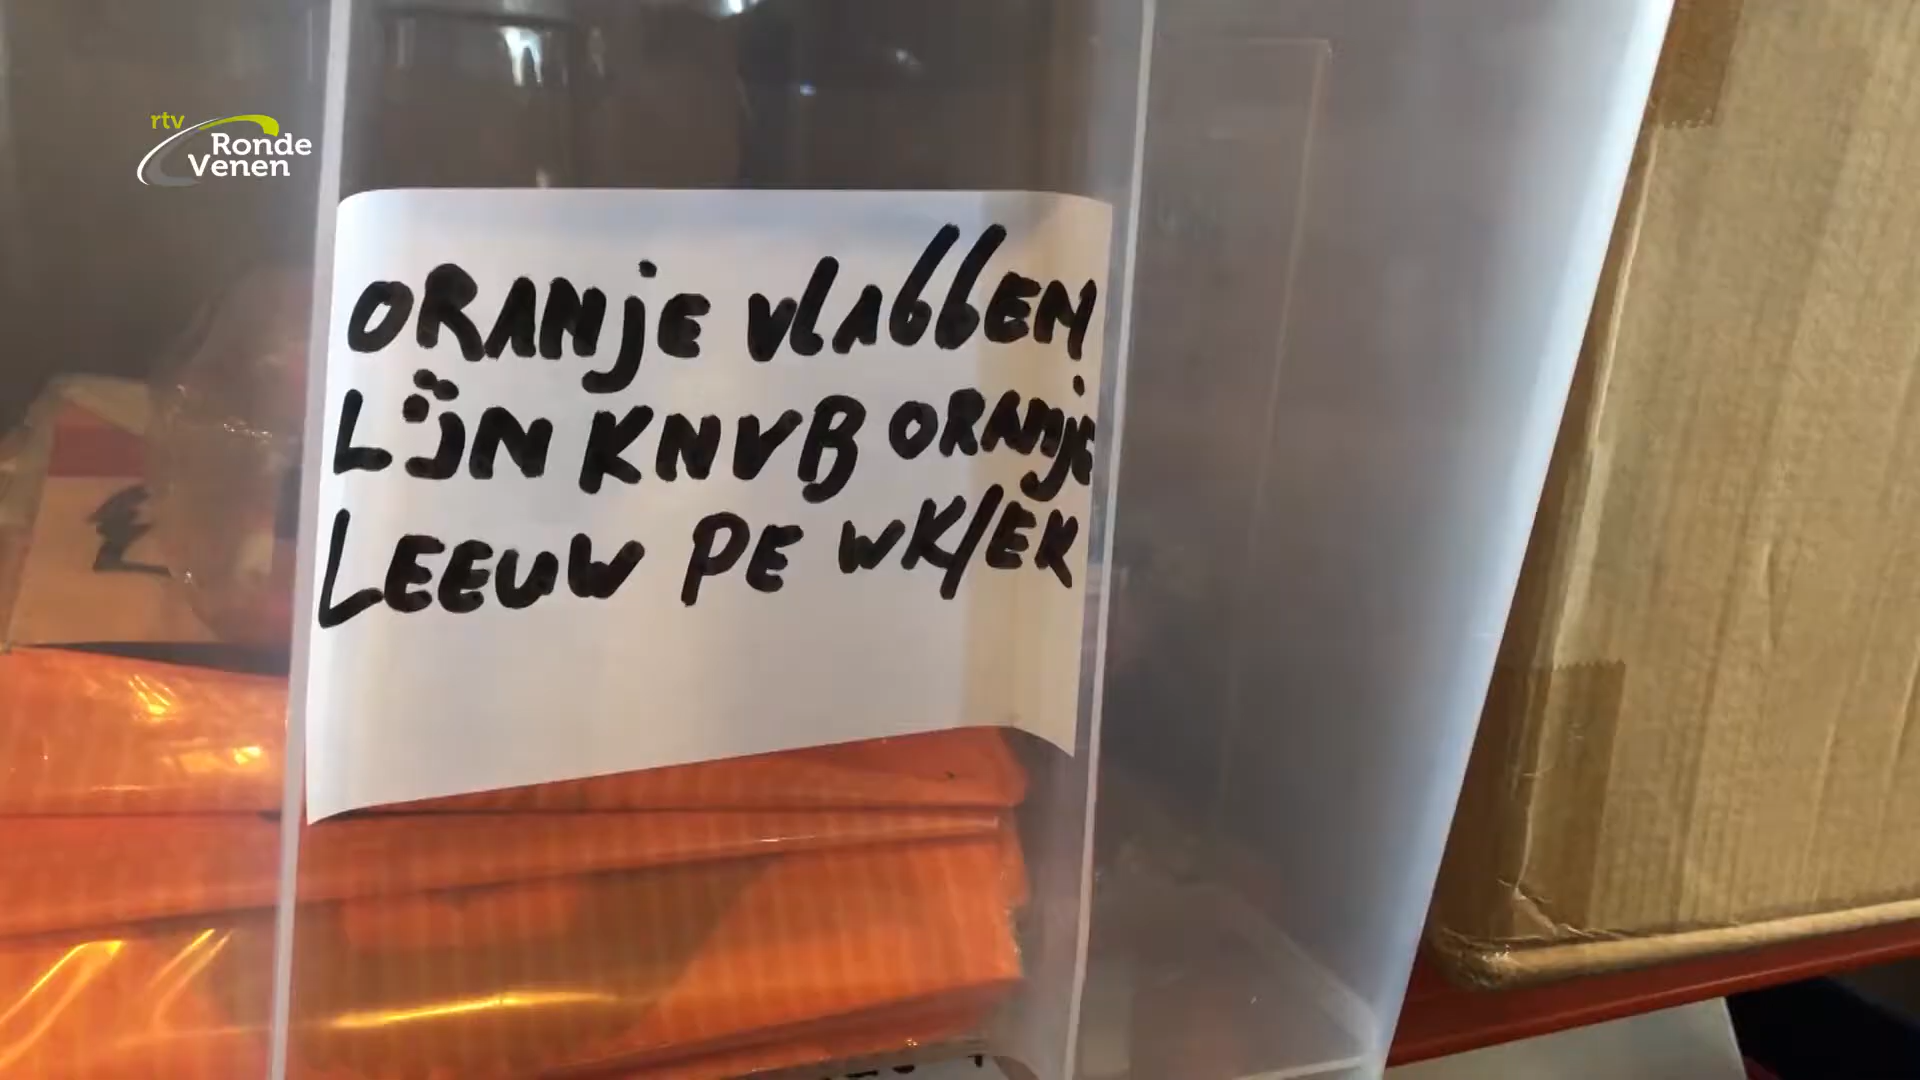 rtv
Ronde
Venen
ORANJE VLAGGEN
LIJN KNVB ORANJE
LEEUW PE WK/EK